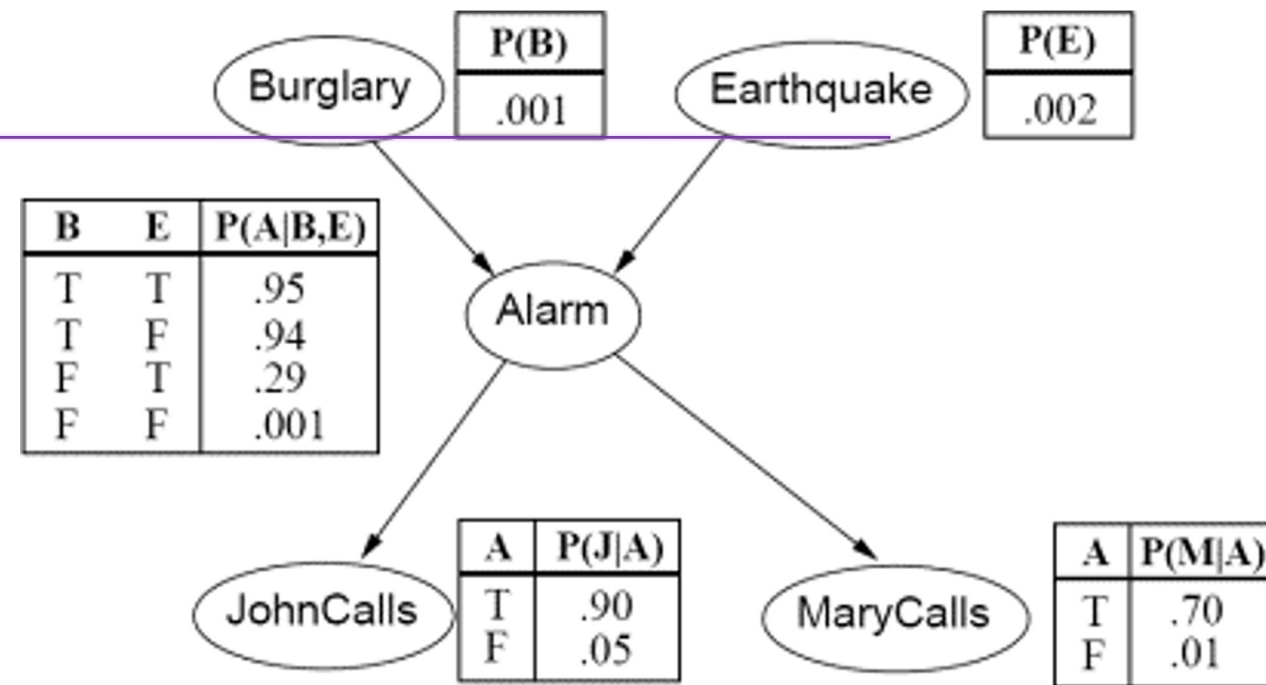 Burglary
P(B)
.001
Earthquake
P(E)
.002
B E P(A|B,E)
T T .95
T F .94
F T .29
F F .001
Alarm
JohnCalls
A P(J|A)
T .90
F .05
MaryCalls
A P(M|A)
T .70
F .01